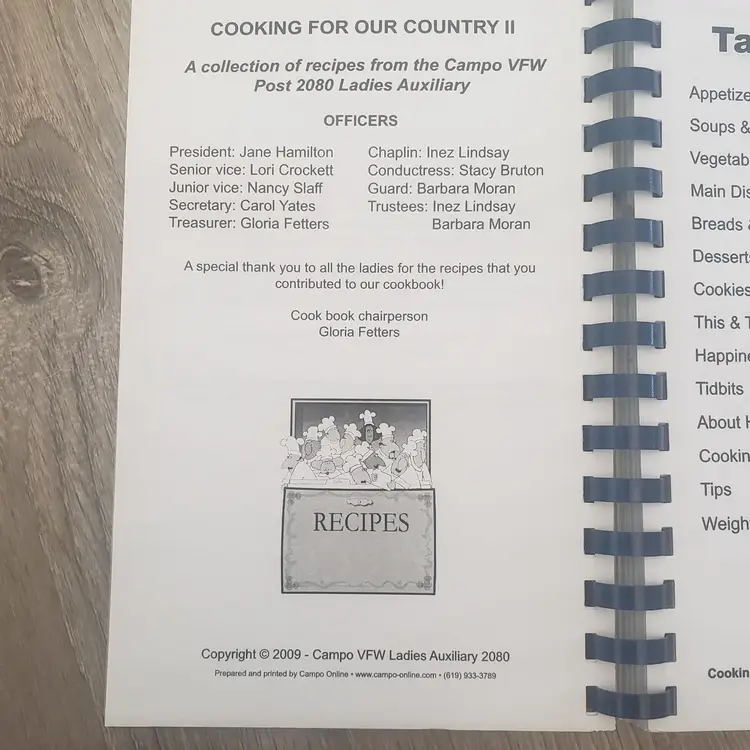 COOKING FOR OUR COUNTRY II
A collection of recipes from the Campo VFW
Post 2080 Ladies Auxiliary
OFFICERS
President: Jane Hamilton
Senior vice: Lori Crockett
Junior vice: Nancy Slaff
Secretary: Carol Yates
Treasurer: Gloria Fetters
Chaplin: Inez Lindsay
Conductress: Stacy Bruton
Guard: Barbara Moran
Trustees: Inez Lindsay
Barbara Moran
A special thank you to all the ladies for the recipes that you
contributed to our cookbook!
Cook book chairperson
Gloria Fetters
RECIPES
Copyright © 2009 - Campo VFW Ladies Auxiliary 2080
Prepared and printed by Campo Online • www.campo-online.com • (619) 933-3789
Ta
Appetize
Soups &
Vegetab
Main Dis
Breads &
Desserts
Cookies
This & T
Happine
Tidbits
About H
Cookin
Tips
Weigh
Cookin